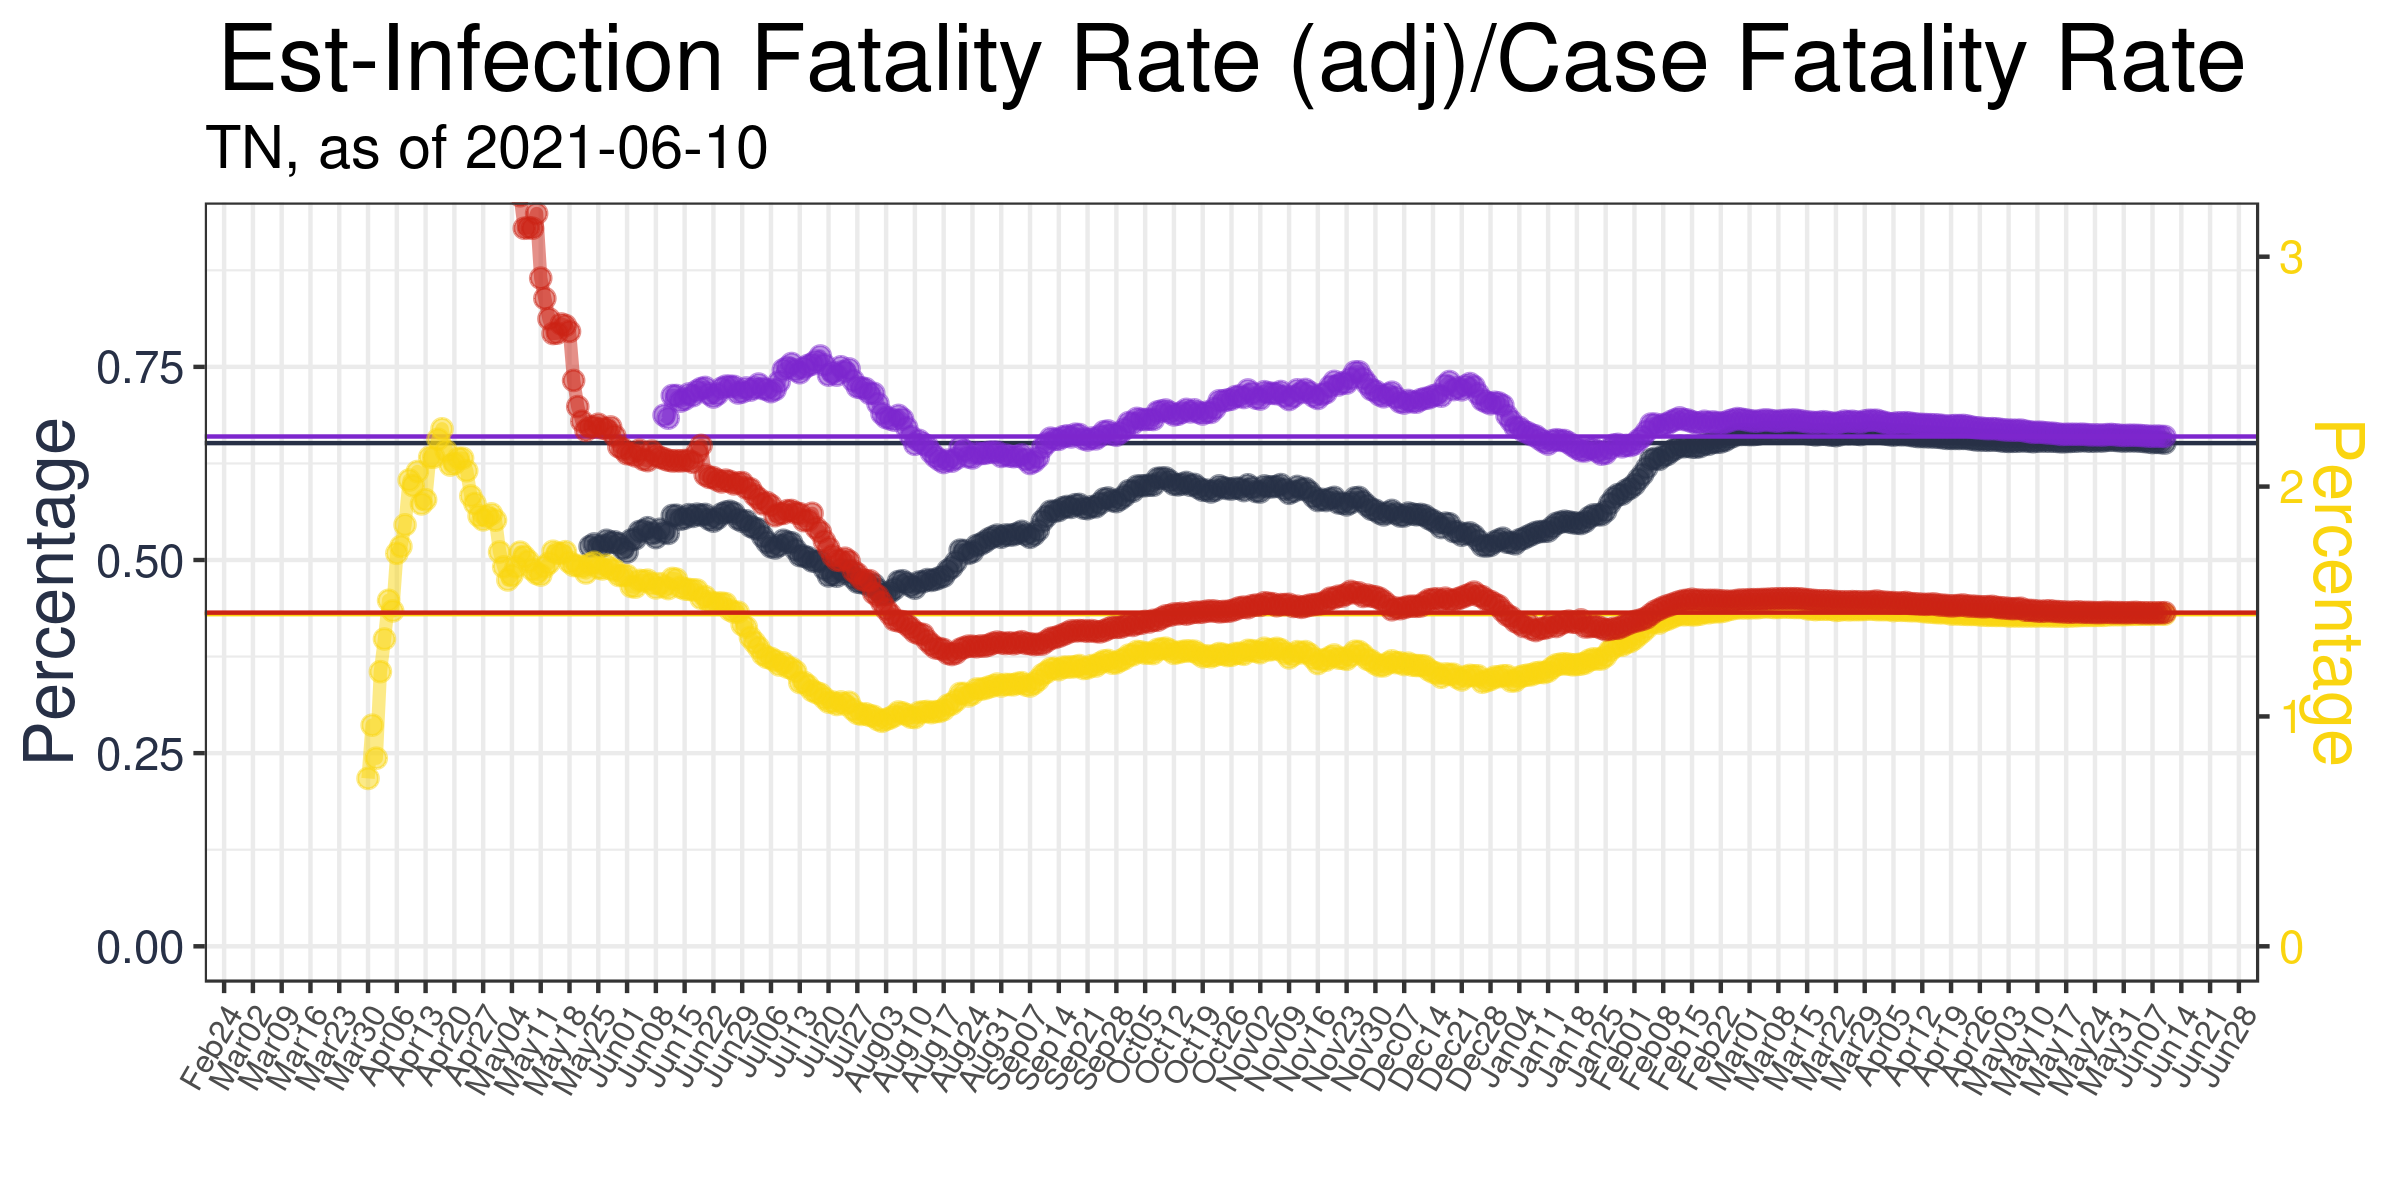 Est-Infection Fatality Rate (adj)/Case Fatality Rate
TN, as of 2021-06-10
Percentage
0.75
0.50
0.25
0.00
3
2
1
0
Percentage
Feb24
Mar02
Mar09
Mar16
Mar23
Mar30
Apr06
Apr13
Apr20
Apr27
May04
May11
May18
May25
Jun01
Jun08
Jun15
Jun22
Jun29
Jul06
Jul13
Jul20
Jul27
Aug03
Aug10
Aug17
Aug24
Aug31
Sep07
Sep14
Sep21
Sep28
Oct05
Oct12
Oct19
Oct26
Nov02
Nov09
Nov16
Nov23
Nov30
Dec07
Dec14
Dec21
Dec28
Jan04
Jan11
Jan18
Jan25
Feb01
Feb08
Feb15
Feb22
Mar01
Mar08
Mar15
Mar22
Mar29
Apr05
Apr12
Apr19
Apr26
May03
May10
May17
May24
May31
Jun07
Jun14
Jun21
Jun28